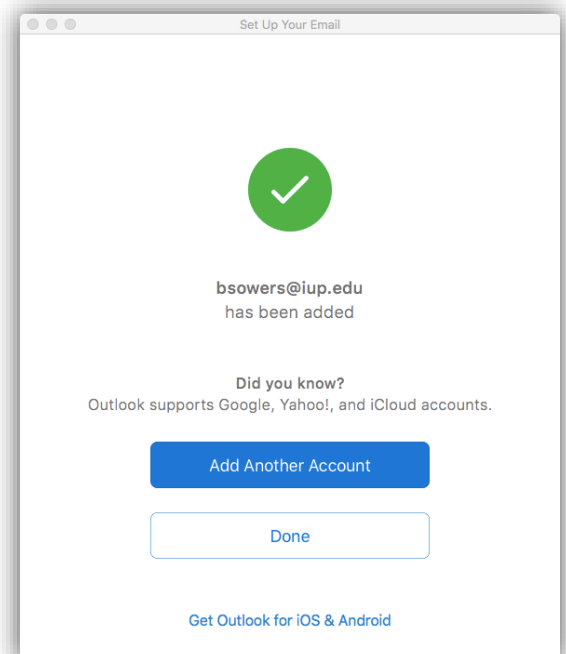 Set Up Your Email
bsowers@iup.edu
has been added
Did you know?
Outlook supports Google, Yahoo!, and iCloud accounts.
Add Another Account
Done
Get Outlook for iOS & Android